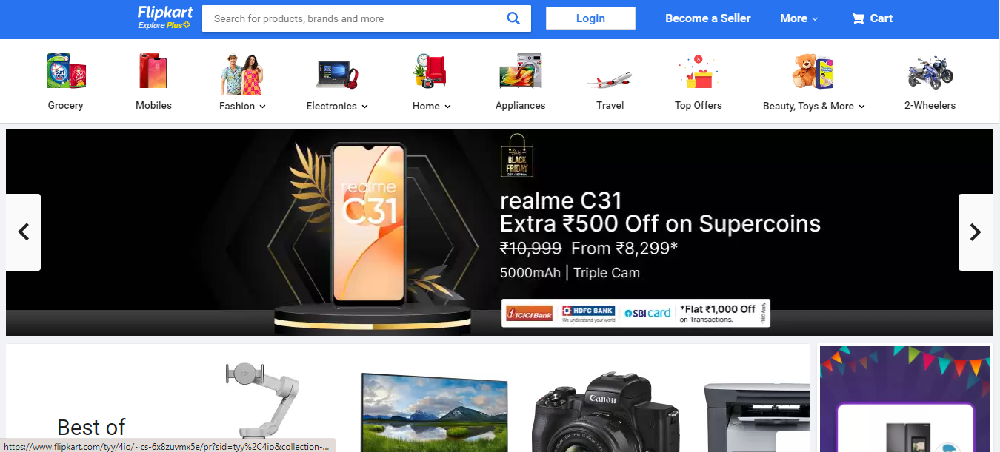 Flipkart
Explore Plus
Search for products, brands and more
Login
Become a Seller
More
Cart
Grocery
Mobiles
Fashion
Electronics
Home
Appliances
Travel
Top Offers
Beauty, Toys & More
2-Wheelers
Sale
BLACK
FRIDAY
realme
C31
realme C31
Extra ₹500 Off on Supercoins
₹10,999 From ₹8,299*
5000mAh | Triple Cam
ICICI Bank
HDFC BANK
We understand your world
SBI card
*Flat ₹1,000 Off
on Transactions.
*T&C Apply
Canon
Best of
https://www.flipkart.com/tyy/4io/~cs-6x8zuvmx5e/pr?sid=tyy%2C4io&collection-...